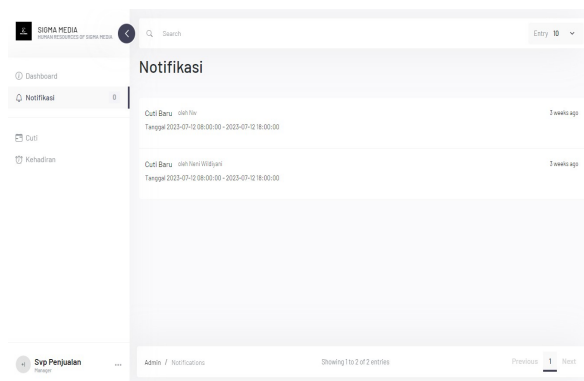 SIGMA MEDIA
HUMAN RESOURCES OF SIGMA MEDIA
Search
Entry 10
Dashboard
Notifikasi 0
Cuti
Kehadiran
Notifikasi
Cuti Baru oleh Nw 3 weeks ago
Tanggal 2023-07-12 08:00:00 - 2023-07-12 18:00:00
Cuti Baru oleh Neni Wildiyani 3 weeks ago
Tanggal 2023-07-12 08:00:00 - 2023-07-12 18:00:00
Svp Penjualan
Manager
Admin / Notifications
Showing 1 to 2 of 2 entries
Previous 1 Next